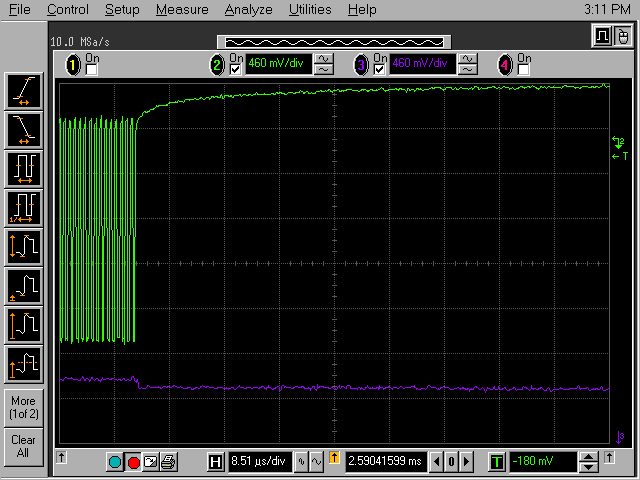 File Control Setup Measure Analyze Utilities Help 3:11 PM
10.0 MSa/s
1 On 2 On 460 mV/div 3 On 460 mV/div 4 On
2
T
1/
More
(1of 2)
Clear
All
3
H 8.51 µs/div 2.59041599 ms 0 T -180 mV